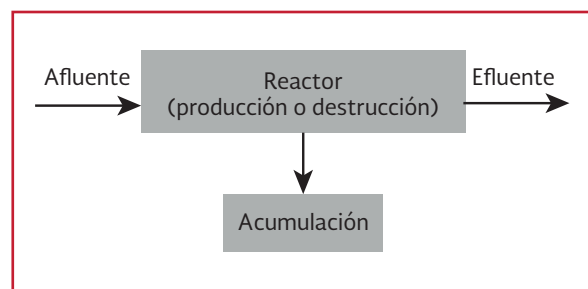 Afluente
Reactor
(producción o destrucción)
Efluente
Acumulación